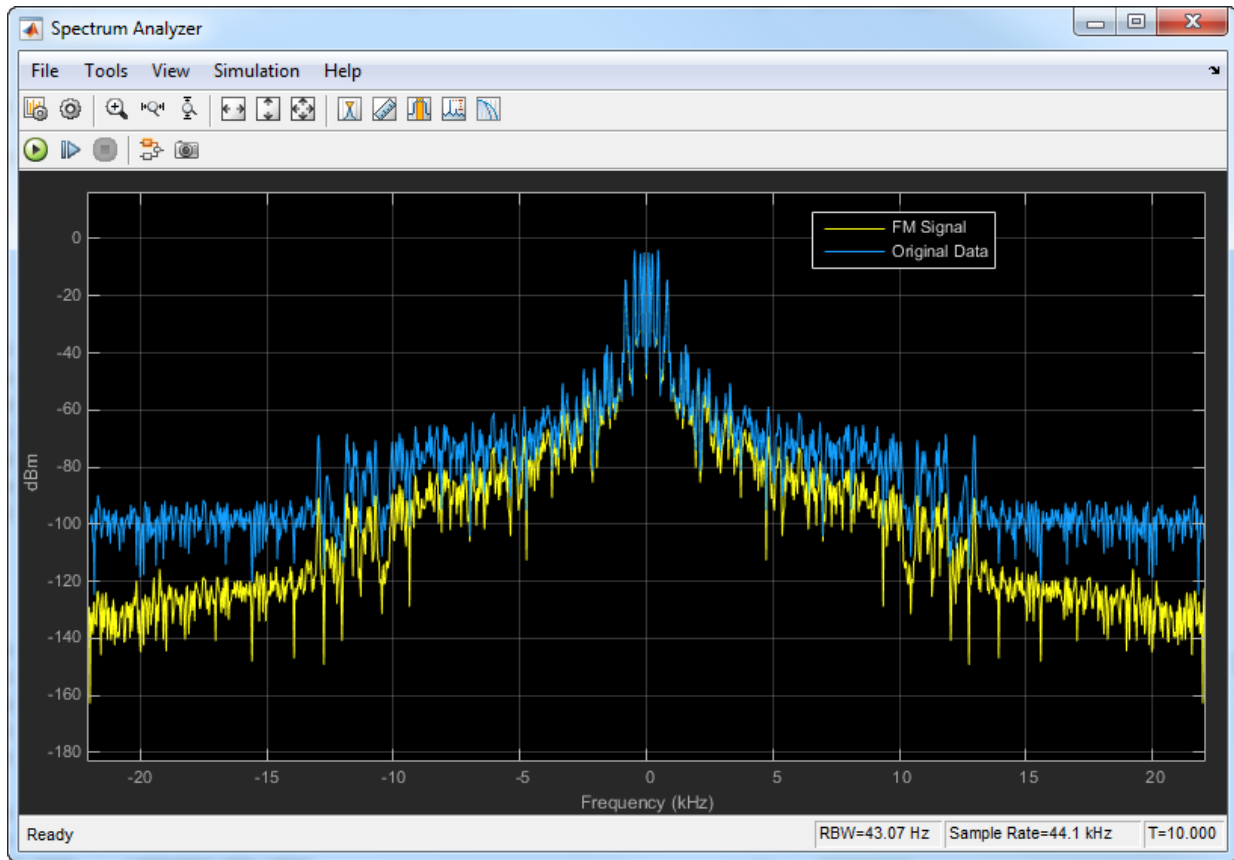 Spectrum Analyzer
File Tools View Simulation Help
FM Signal
Original Data
0
-20
-40
-60
-80
-100
-120
-140
-160
-180
dBm
-20 -15 -10 -5 0 5 10 15 20
Frequency (kHz)
Ready RBW=43.07 Hz Sample Rate=44.1 kHz T=10.000